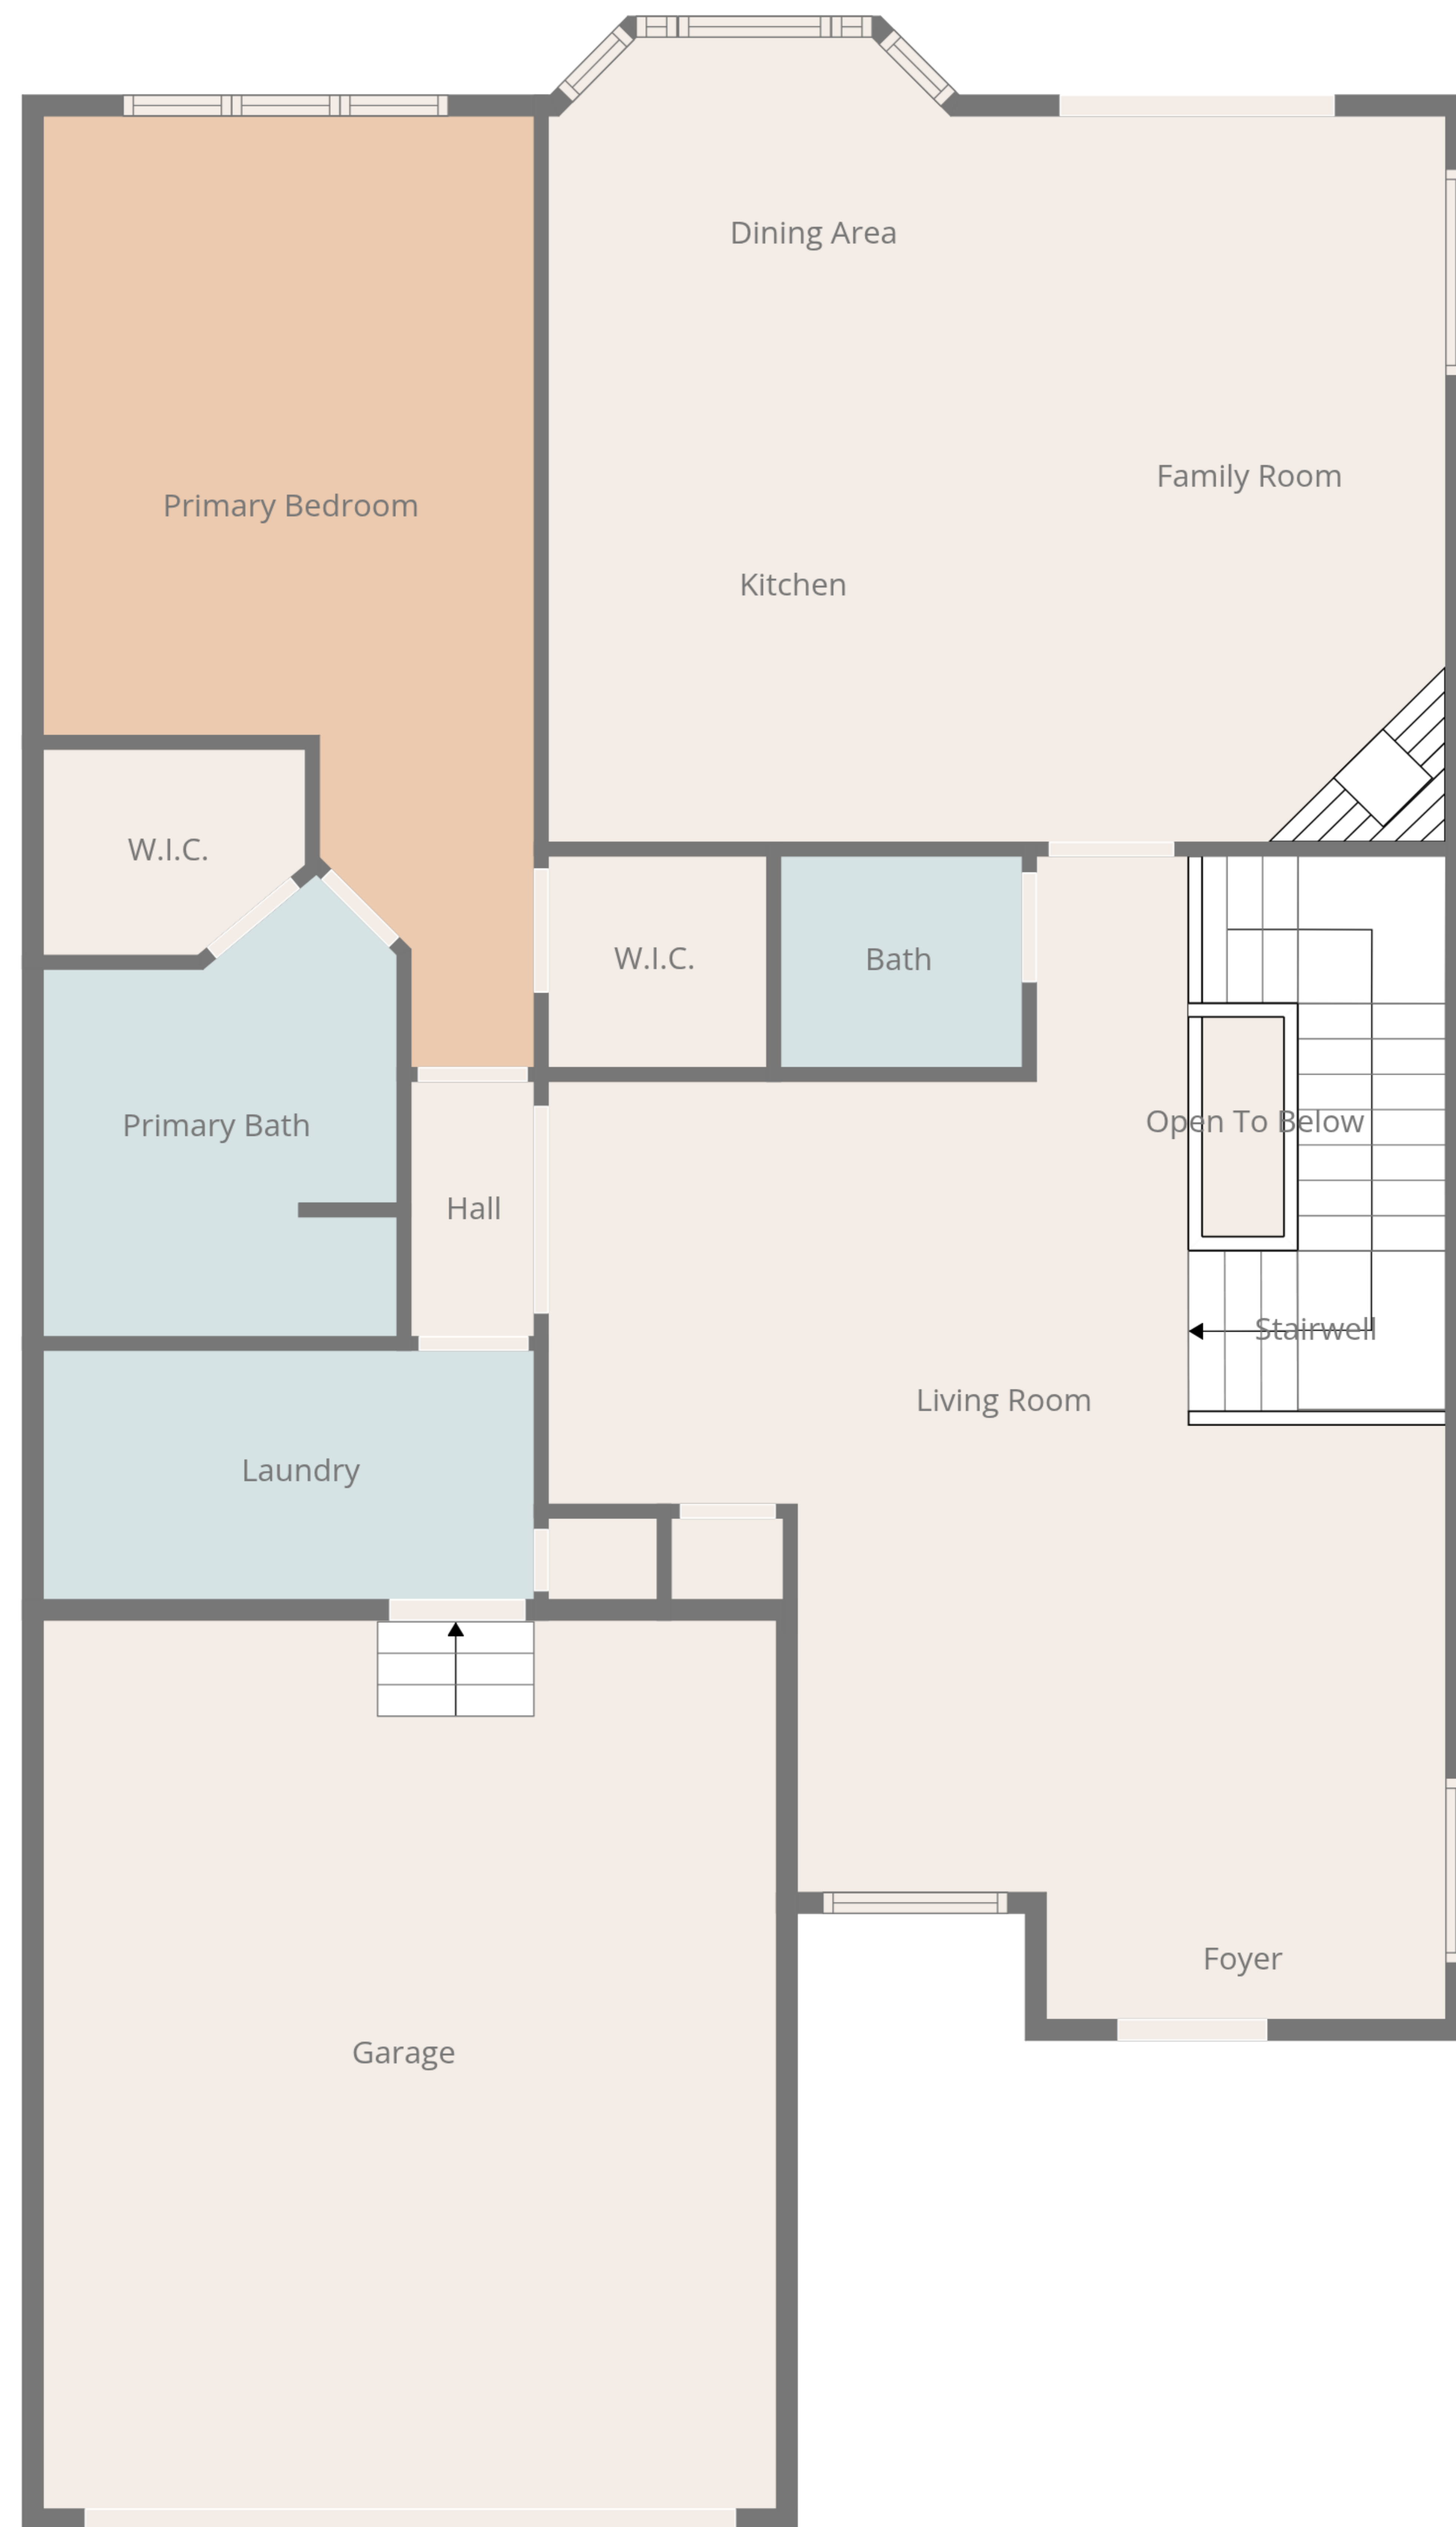 Dining Area
Family Room
Primary Bedroom
Kitchen
W.I.C.
W.I.C.
Bath
Primary Bath
Open To Below
Hall
Stairwell
Living Room
Laundry
Foyer
Garage